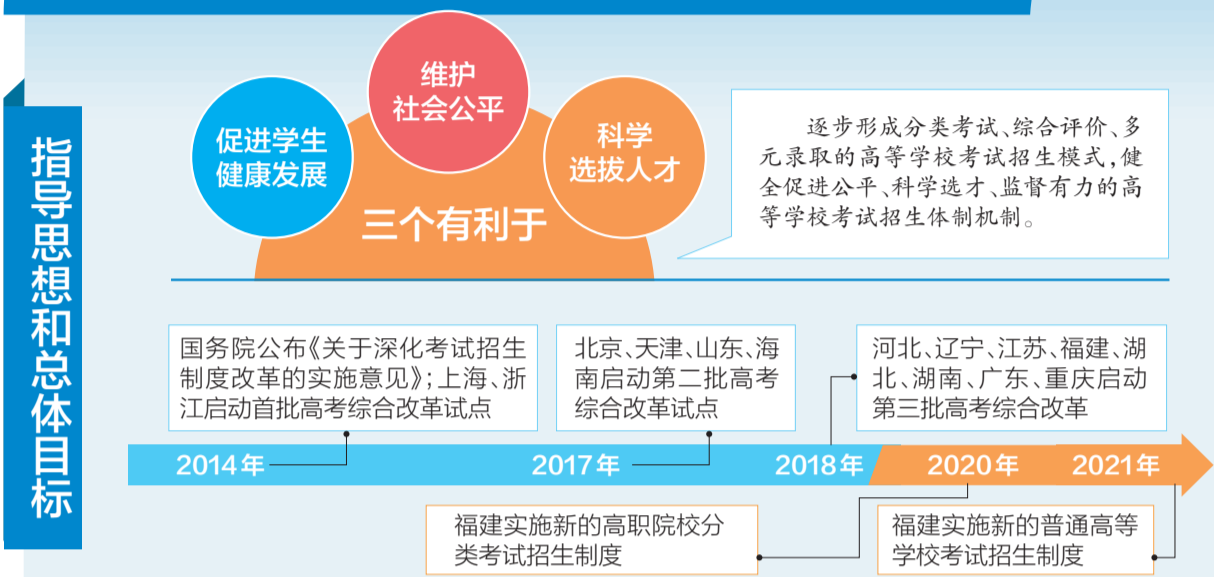 指导思想和总体目标
促进学生
健康发展
维护
社会公平
科学
选拔人才
三个有利于
逐步形成分类考试、综合评价、多
元录取的高等学校考试招生模式,健
全促进公平、科学选才、监督有力的高
等学校考试招生体制机制。
国务院公布《关于深化考试招生
制度改革的实施意见》;上海、浙
江启动首批高考综合改革试点
北京、天津、山东、海
南启动第二批高考
综合改革试点
河北、辽宁、江苏、福建、湖
北、湖南、广东、重庆启动
第三批高考综合改革
2014年
2017年
2018年
2020年
2021年
福建实施新的高职院校分
类考试招生制度
福建实施新的普通高等
学校考试招生制度